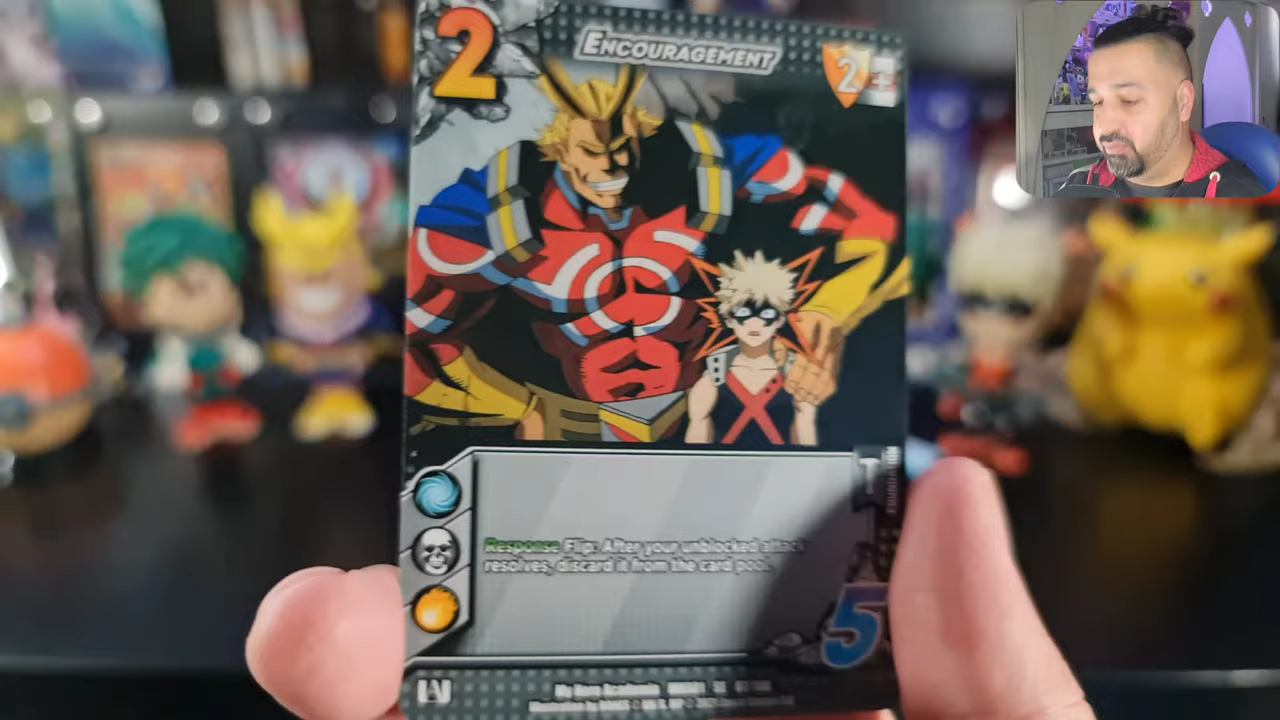 2
ENCOURAGEMENT
2
Response Flip: After your unblocked attack
resolves, discard it from the card pool.
5
My Hero Academia